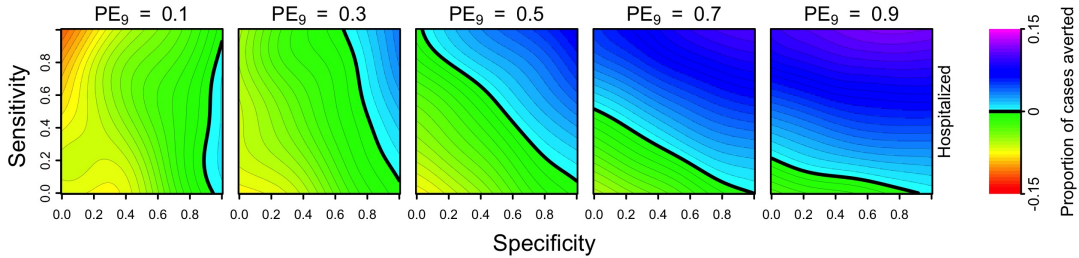 PE9 = 0.1 PE9 = 0.3 PE9 = 0.5 PE9 = 0.7 PE9 = 0.9
Sensitivity
0.0 0.2 0.4 0.6 0.8
0.0 0.2 0.4 0.6 0.8 0.0 0.2 0.4 0.6 0.8 0.0 0.2 0.4 0.6 0.8 0.0 0.2 0.4 0.6 0.8 0.0 0.2 0.4 0.6 0.8
Specificity
Hospitalized
-0.15 0 0.15
Proportion of cases averted